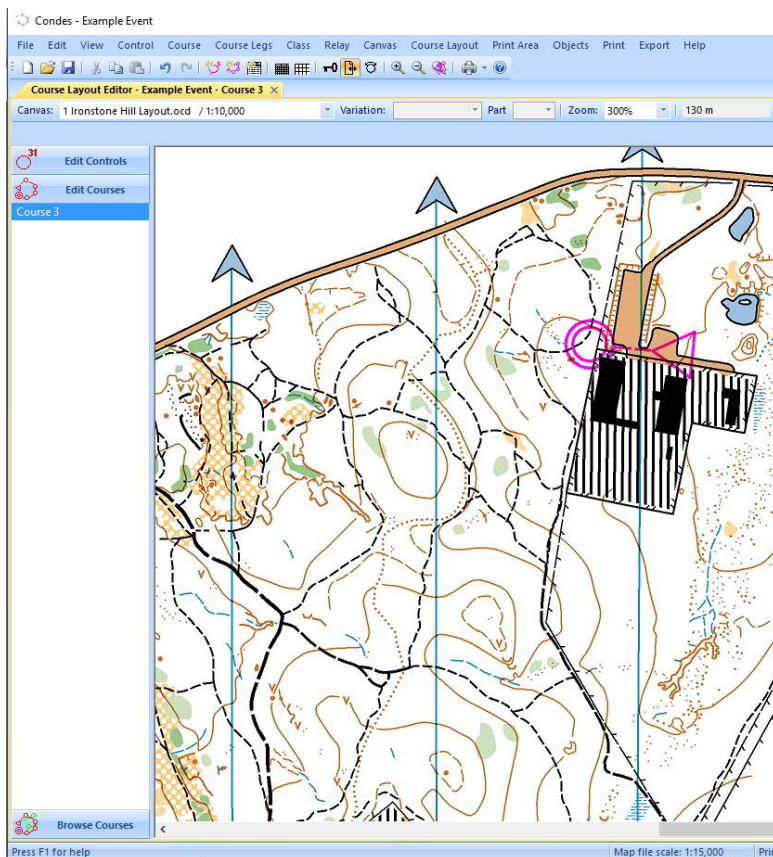 Condes - Example Event
File Edit View Control Course Course Legs Class Relay Canvas Course Layout Print Area Objects Print Export Help
Course Layout Editor - Example Event - Course 3
Canvas: 1 Ironstone Hill Layout.ocd / 1:10,000 Variation: Part Zoom: 300% 130 m
31
Edit Controls
Edit Courses
Course 3
Browse Courses
Press F1 for help Map file scale: 1:15,000 Prin